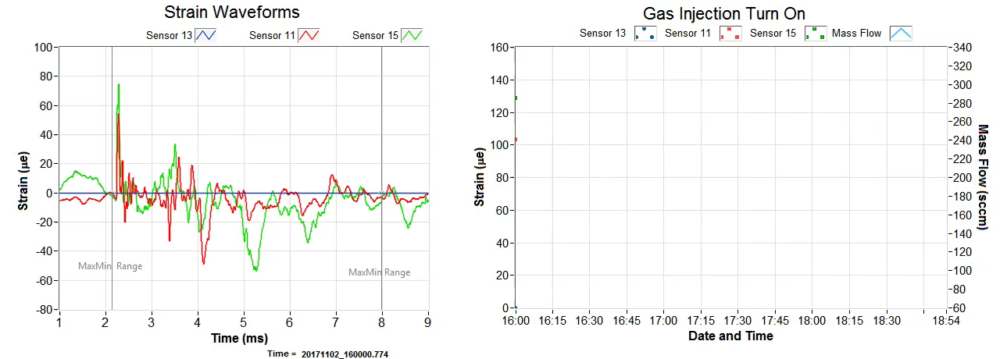 Strain Waveforms
Sensor 13 Sensor 11 Sensor 15
100
80
60
40
20
0
-20
-40
-60
-80
Strain (µe)
MaxMin Range
MaxMin Range
1 2 3 4 5 6 7 8 9
Time (ms)
Time = 20171102_160000.774
Gas Injection Turn On
Sensor 13 Sensor 11 Sensor 15 Mass Flow
160
140
120
100
80
60
40
20
0
Strain (µe)
340
320
300
280
260
240
220
200
180
160
140
120
100
80
60
Mass Flow (sccm)
16:00 16:15 16:30 16:45 17:00 17:15 17:30 17:45 18:00 18:15 18:30 18:54
Date and Time